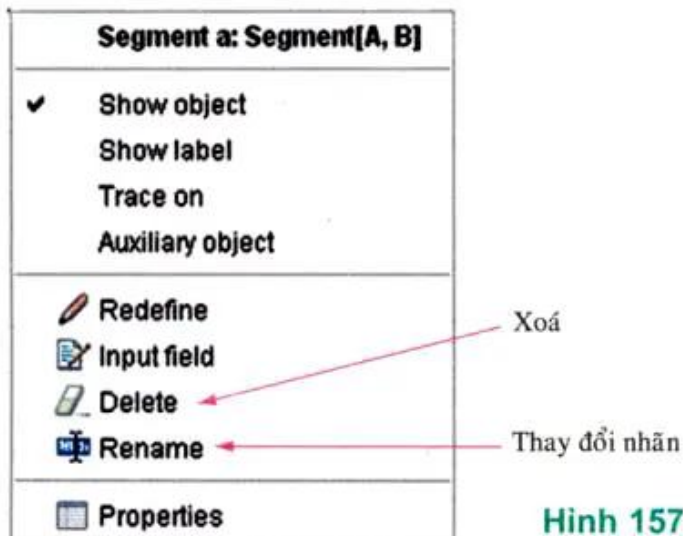 Segment a: Segment[A, B]
Show object
Show label
Trace on
Auxiliary object
Redefine
Input field
Delete
Rename
Properties
Xoá
Thay đổi nhãn
Hình 157